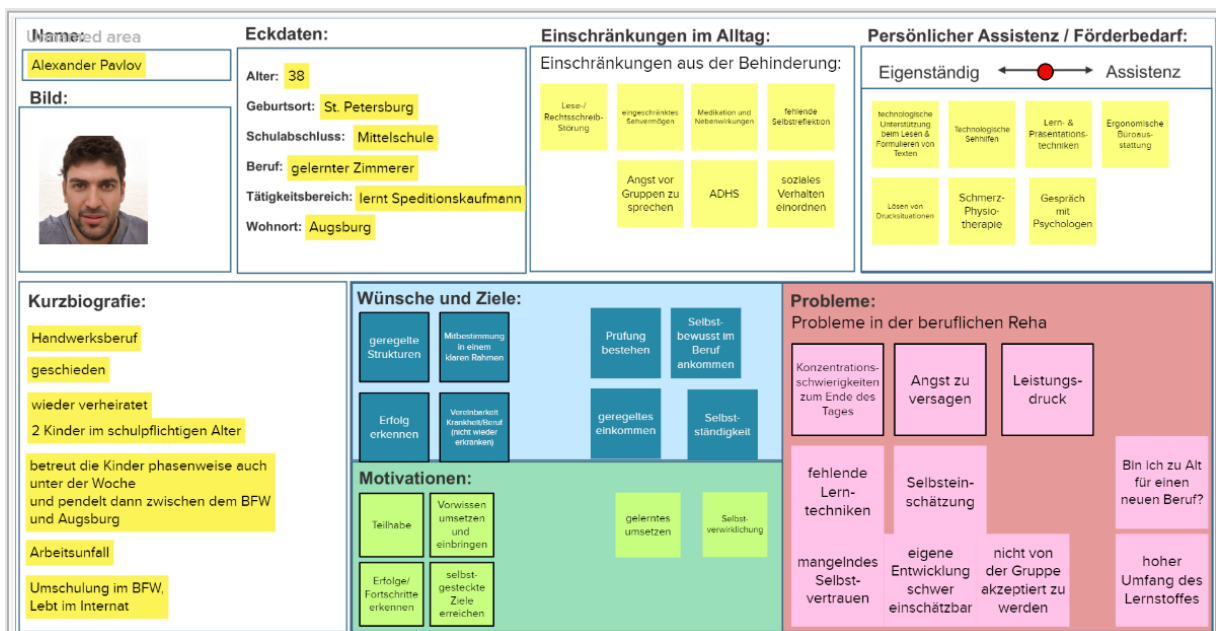 Unnamed area
Name:
Alexander Pavlov
Bild:
Eckdaten:
Alter: 38
Geburtsort: St. Petersburg
Schulabschluss: Mittelschule
Beruf: gelernter Zimmerer
Tätigkeitsbereich: lernt Speditionskaufmann
Wohnort: Augsburg
Einschränkungen im Alltag:
Einschränkungen aus der Behinderung:
Lese-/
Rechtsschreib-
Störung
eingeschränktes
Sehvermögen
Medikation und
Nebenwirkungen
fehlende
Selbstreflektion
Angst vor
Gruppen zu
sprechen
ADHS
soziales
Verhalten
einordnen
Persönlicher Assistenz / Förderbedarf:
Eigenständig
Assistenz
technologische
Unterstützung
beim Lesen &
Formulieren von
Texten
Technologische
Sehhilfen
Lern- &
Präsentations-
techniken
Ergonomische
Büroaus-
stattung
Lösen von
Drucksituationen
Schmerz-
Physio-
therapie
Gespräch
mit
Psychologen
Kurzbiografie:
Handwerksberuf
geschieden
wieder verheiratet
2 Kinder im schulpflichtigen Alter
betreut die Kinder phasenweise auch
unter der Woche
und pendelt dann zwischen dem BFW
und Augsburg
Arbeitsunfall
Umschulung im BFW,
Lebt im Internat
Wünsche und Ziele:
geregelte
Strukturen
Mitbestimmung
in einem
klaren Rahmen
Prüfung
bestehen
Selbst-
bewusst im
Beruf
ankommen
Erfolg
erkennen
Vereinbarkeit
Krankheit/Beruf
(nicht wieder
erkranken)
geregeltes
einkommen
Selbst-
ständigkeit
Motivationen:
Teilhabe
Vorwissen
umsetzen
und
einbringen
gelerntes
umsetzen
Selbst-
verwirklichung
Erfolge/
Fortschritte
erkennen
selbst-
gesteckte
Ziele
erreichen
Probleme:
Probleme in der beruflichen Reha
Konzentrations-
schwierigkeiten
zum Ende des
Tages
Angst zu
versagen
Leistungs-
druck
fehlende
Lern-
techniken
Selbstein-
schätzung
Bin ich zu Alt
für einen
neuen Beruf?
mangelndes
Selbst-
vertrauen
eigene
Entwicklung
schwer
einschätzbar
nicht von
der Gruppe
akzeptiert zu
werden
hoher
Umfang des
Lernstoffes